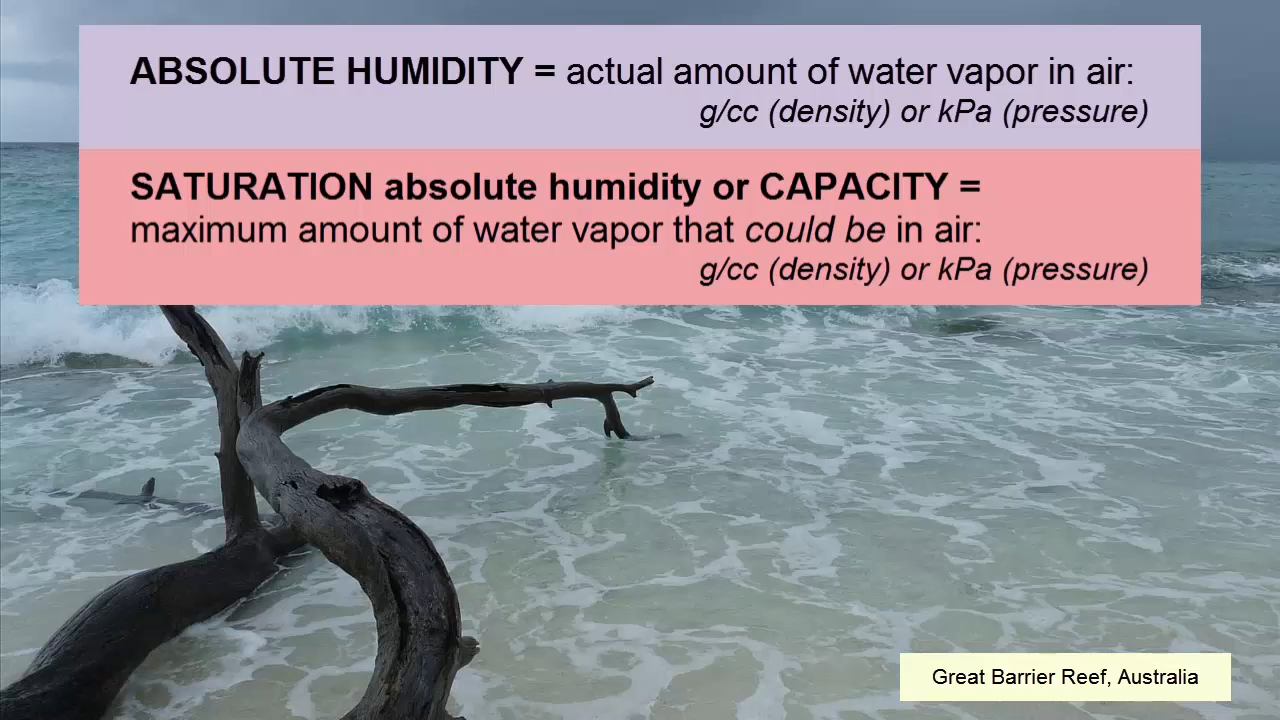 ABSOLUTE HUMIDITY = actual amount of water vapor in air:
g/cc (density) or kPa (pressure)
SATURATION absolute humidity or CAPACITY =
maximum amount of water vapor that could be in air:
g/cc (density) or kPa (pressure)
Great Barrier Reef, Australia